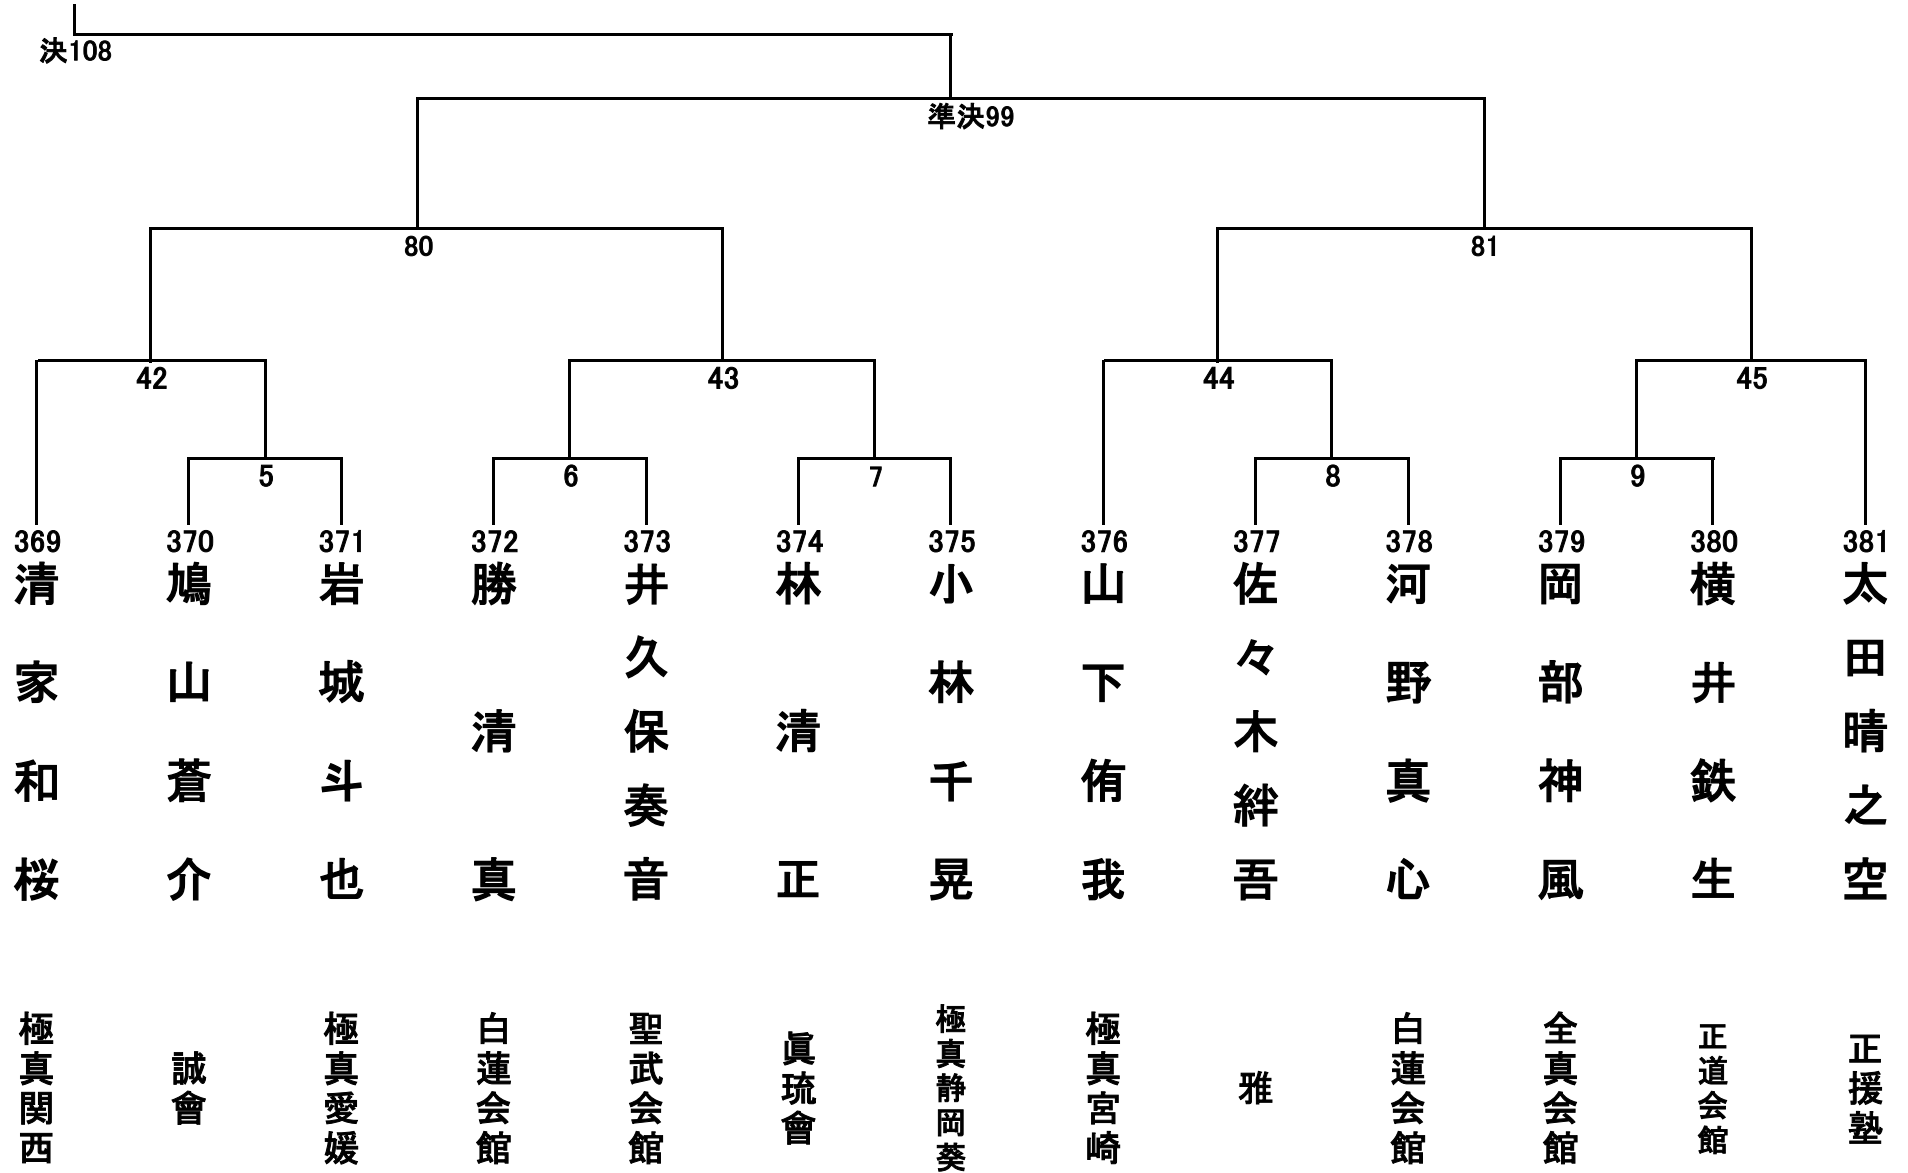 決108
準決99
80
81
42
43
44
45
5
6
7
8
9
369
清家和桜
極真関西
370
鳩山蒼介
誠會
371
岩城斗也
極真愛媛
372
勝清真
白蓮会館
373
井久保奏音
聖武会館
374
林清正
眞琉會
375
小林千晃
極真静岡葵
376
山下侑我
極真宮崎
377
佐々木絆吾
雅
378
河野真心
白蓮会館
379
岡部神風
全真会館
380
横井鉄生
正道会館
381
太田晴之空
正援塾